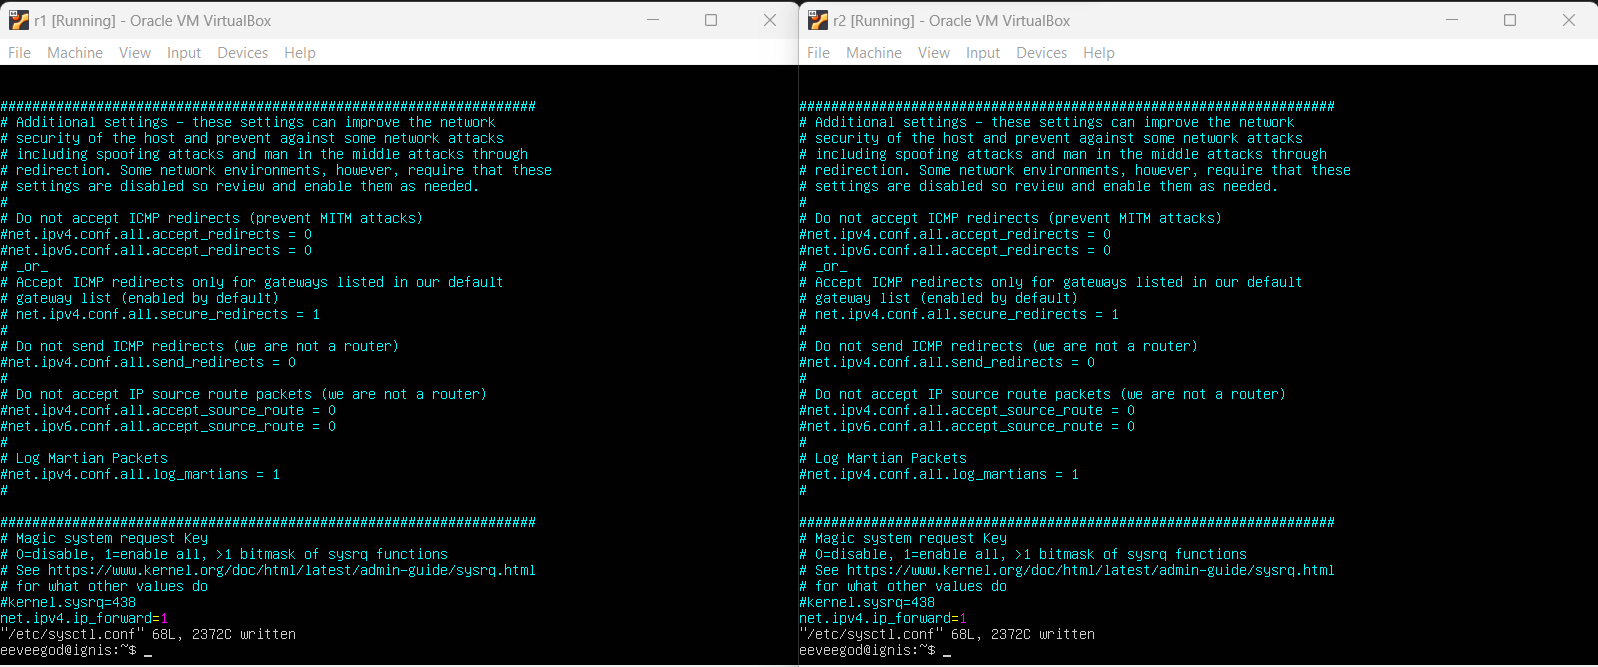 r1 [Running] - Oracle VM VirtualBox
File Machine View Input Devices Help
################################################################### 
# Additional settings - these settings can improve the network
# security of the host and prevent against some network attacks
# including spoofing attacks and man in the middle attacks through
# redirection. Some network environments, however, require that these
# settings are disabled so review and enable them as needed.
#
# Do not accept ICMP redirects (prevent MITM attacks)
#net.ipv4.conf.all.accept_redirects = 0
#net.ipv6.conf.all.accept_redirects = 0
# _or_
# Accept ICMP redirects only for gateways listed in our default
# gateway list (enabled by default)
# net.ipv4.conf.all.secure_redirects = 1
#
# Do not send ICMP redirects (we are not a router)
#net.ipv4.conf.all.send_redirects = 0
#
# Do not accept IP source route packets (we are not a router)
#net.ipv4.conf.all.accept_source_route = 0
#net.ipv6.conf.all.accept_source_route = 0
#
# Log Martian Packets
#net.ipv4.conf.all.log_martians = 1
#
###################################################################
# Magic system request Key
# 0=disable, 1=enable all, >1 bitmask of sysrq functions
# See https://www.kernel.org/doc/html/latest/admin-guide/sysrq.html
# for what other values do
#kernel.sysrq=438
net.ipv4.ip_forward=1
"/etc/sysctl.conf" 68L, 2372C written
eeveegod@ignis:~$ _
r2 [Running] - Oracle VM VirtualBox
File Machine View Input Devices Help
###################################################################
# Additional settings - these settings can improve the network
# security of the host and prevent against some network attacks
# including spoofing attacks and man in the middle attacks through
# redirection. Some network environments, however, require that these
# settings are disabled so review and enable them as needed.
#
# Do not accept ICMP redirects (prevent MITM attacks)
#net.ipv4.conf.all.accept_redirects = 0
#net.ipv6.conf.all.accept_redirects = 0
# _or_
# Accept ICMP redirects only for gateways listed in our default
# gateway list (enabled by default)
# net.ipv4.conf.all.secure_redirects = 1
#
# Do not send ICMP redirects (we are not a router)
#net.ipv4.conf.all.send_redirects = 0
#
# Do not accept IP source route packets (we are not a router)
#net.ipv4.conf.all.accept_source_route = 0
#net.ipv6.conf.all.accept_source_route = 0
#
# Log Martian Packets
#net.ipv4.conf.all.log_martians = 1
#
###################################################################
# Magic system request Key
# 0=disable, 1=enable all, >1 bitmask of sysrq functions
# See https://www.kernel.org/doc/html/latest/admin-guide/sysrq.html
# for what other values do
#kernel.sysrq=438
net.ipv4.ip_forward=1
"/etc/sysctl.conf" 68L, 2372C written
eeveegod@ignis:~$ _